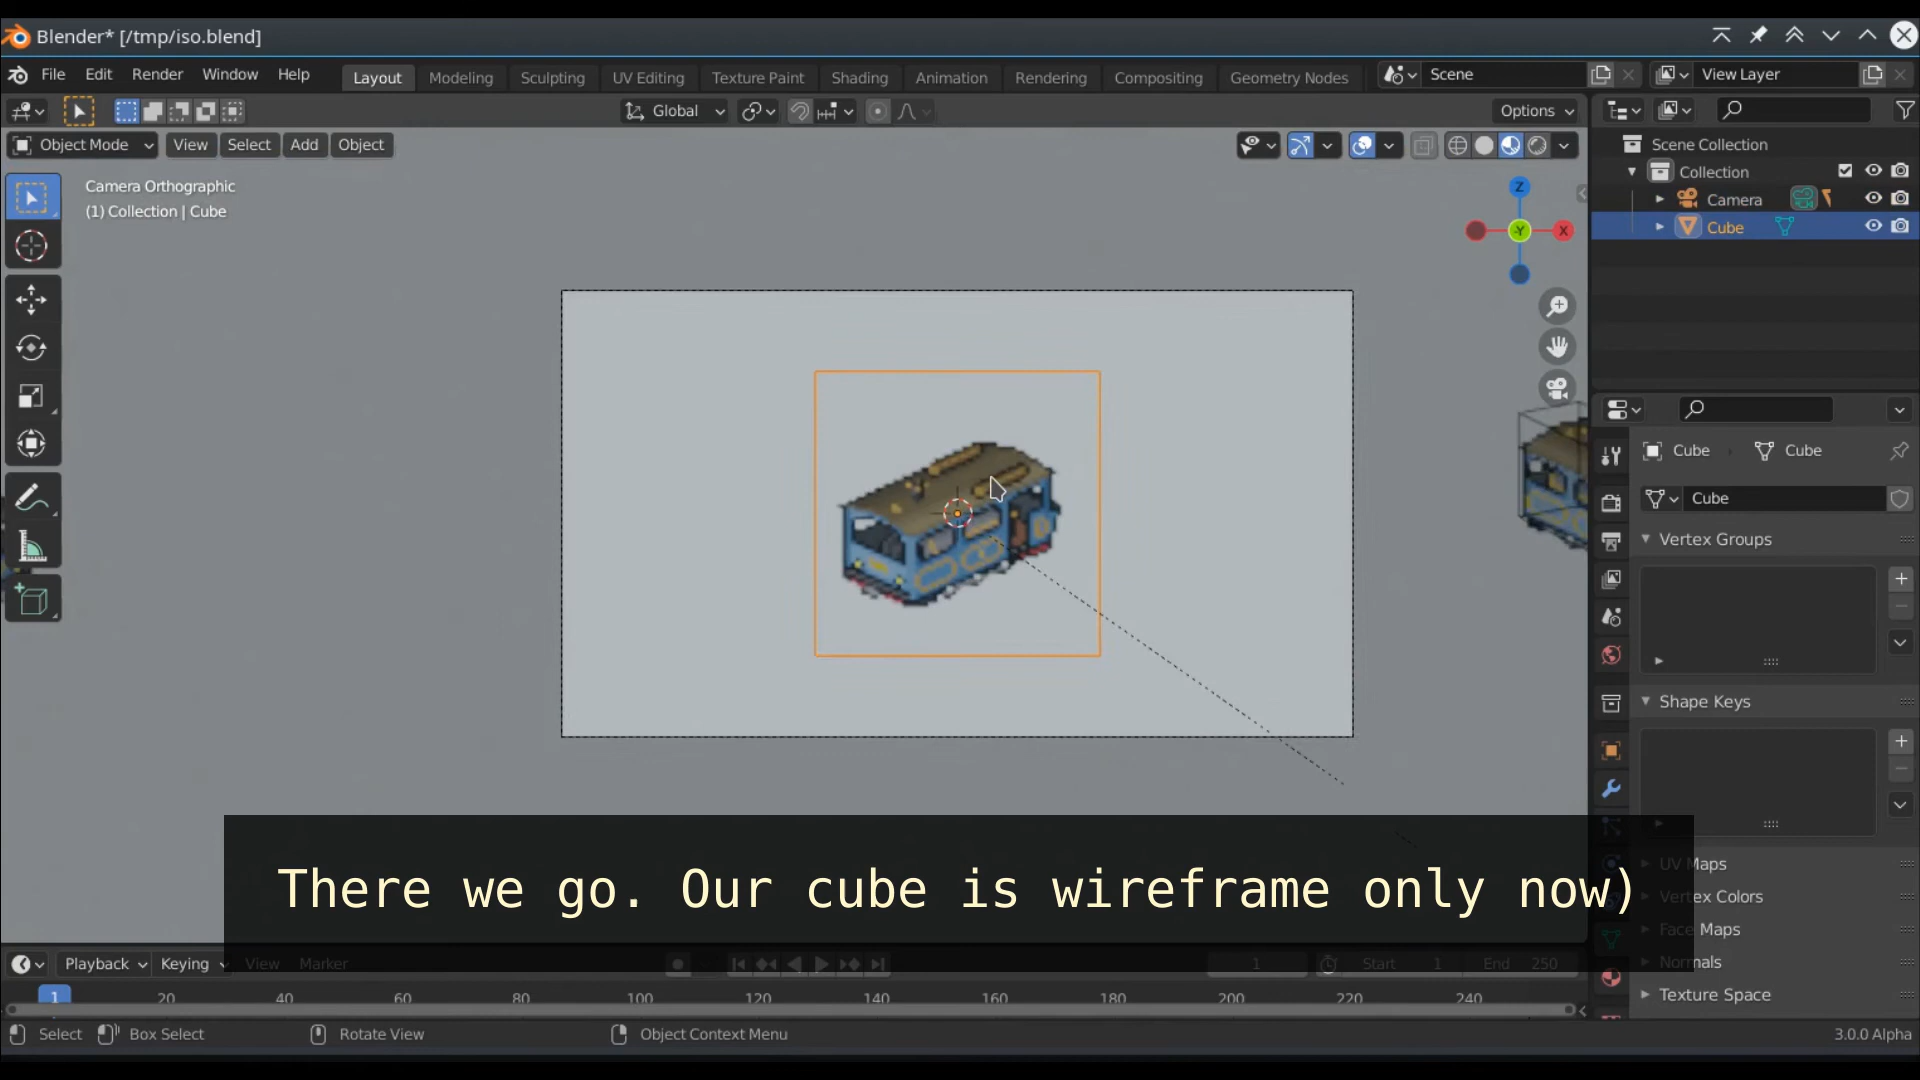 Blender* [/tmp/iso.blend]
File Edit Render Window Help Layout Modeling Sculpting UV Editing Texture Paint Shading Animation Rendering Compositing Geometry Nodes Scene View Layer
Global Options
Object Mode View Select Add Object
Camera Orthographic
(1) Collection | Cube
Z
-Y
X
Scene Collection
Collection
Camera
Cube
Cube Cube
Cube
Vertex Groups
Shape Keys
UV Maps
Vertex Colors
Face Maps
Normals
Texture Space
There we go. Our cube is wireframe only now)
Playback Keying View Marker 1 Start 1 End 250
1 20 40 60 80 100 120 140 160 180 200 220 240
Select Box Select Rotate View Object Context Menu 3.0.0 Alpha